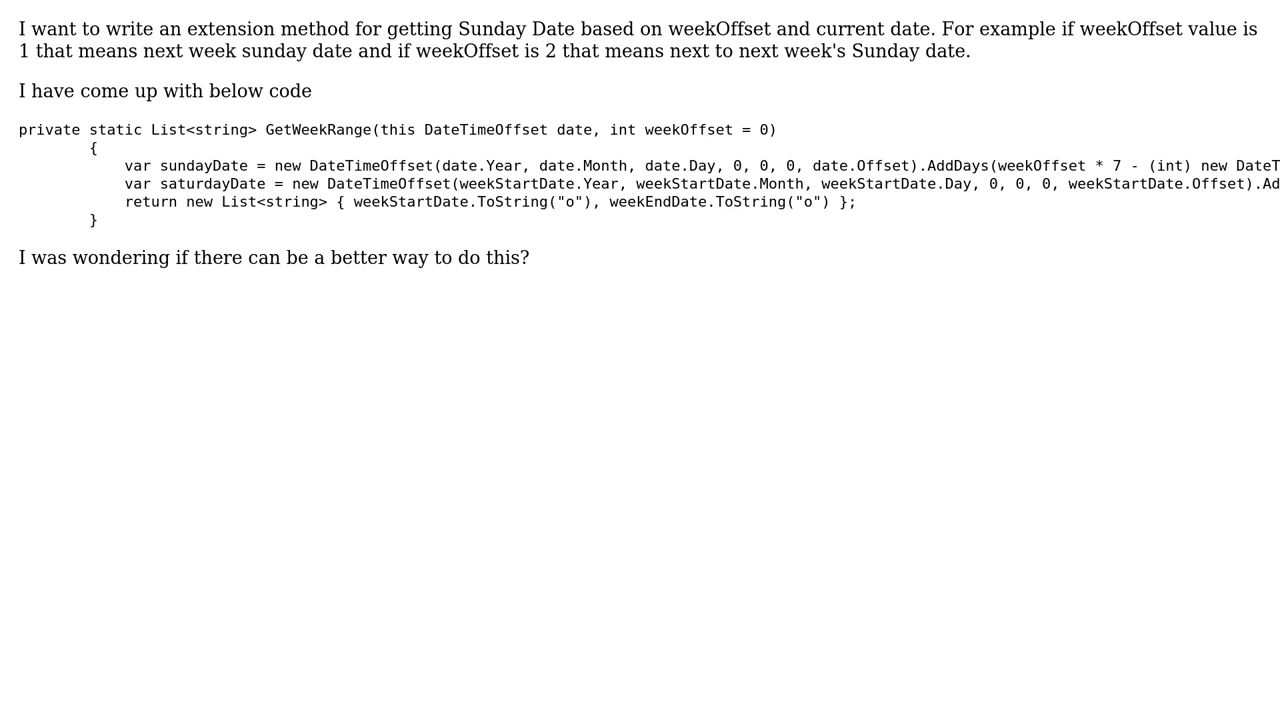 I want to write an extension method for getting Sunday Date based on weekOffset and current date. For example if weekOffset value is
1 that means next week sunday date and if weekOffset is 2 that means next to next week's Sunday date.
I have come up with below code
private static List<string> GetWeekRange(this DateTimeOffset date, int weekOffset = 0)
{
var sundayDate = new DateTimeOffset(date.Year, date.Month, date.Day, 0, 0, 0, date.Offset).AddDays(weekOffset * 7 - (int) new DateT
var saturdayDate = new DateTimeOffset(weekStartDate.Year, weekStartDate.Month, weekStartDate.Day, 0, 0, 0, weekStartDate.Offset).Ad
return new List<string> { weekStartDate.ToString("o"), weekEndDate.ToString("o") };
}
I was wondering if there can be a better way to do this?